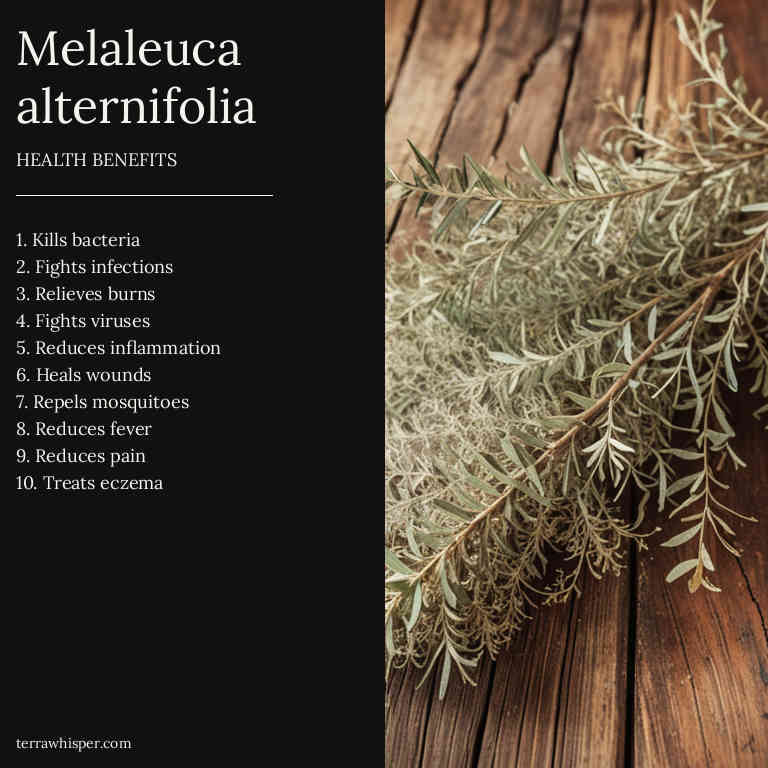 Melaleuca
alternifolia
HEALTH BENEFITS
1. Kills bacteria
2. Fights infections
3. Relieves burns
4. Fights viruses
5. Reduces inflammation
6. Heals wounds
7. Repels mosquitoes
8. Reduces fever
9. Reduces pain
10. Treats eczema
terrawhisper.com